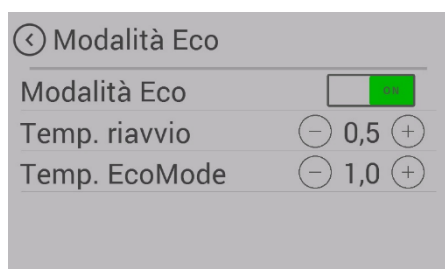 Modalità Eco
Modalità Eco ON
Temp. riavvio 0,5
Temp. EcoMode 1,0